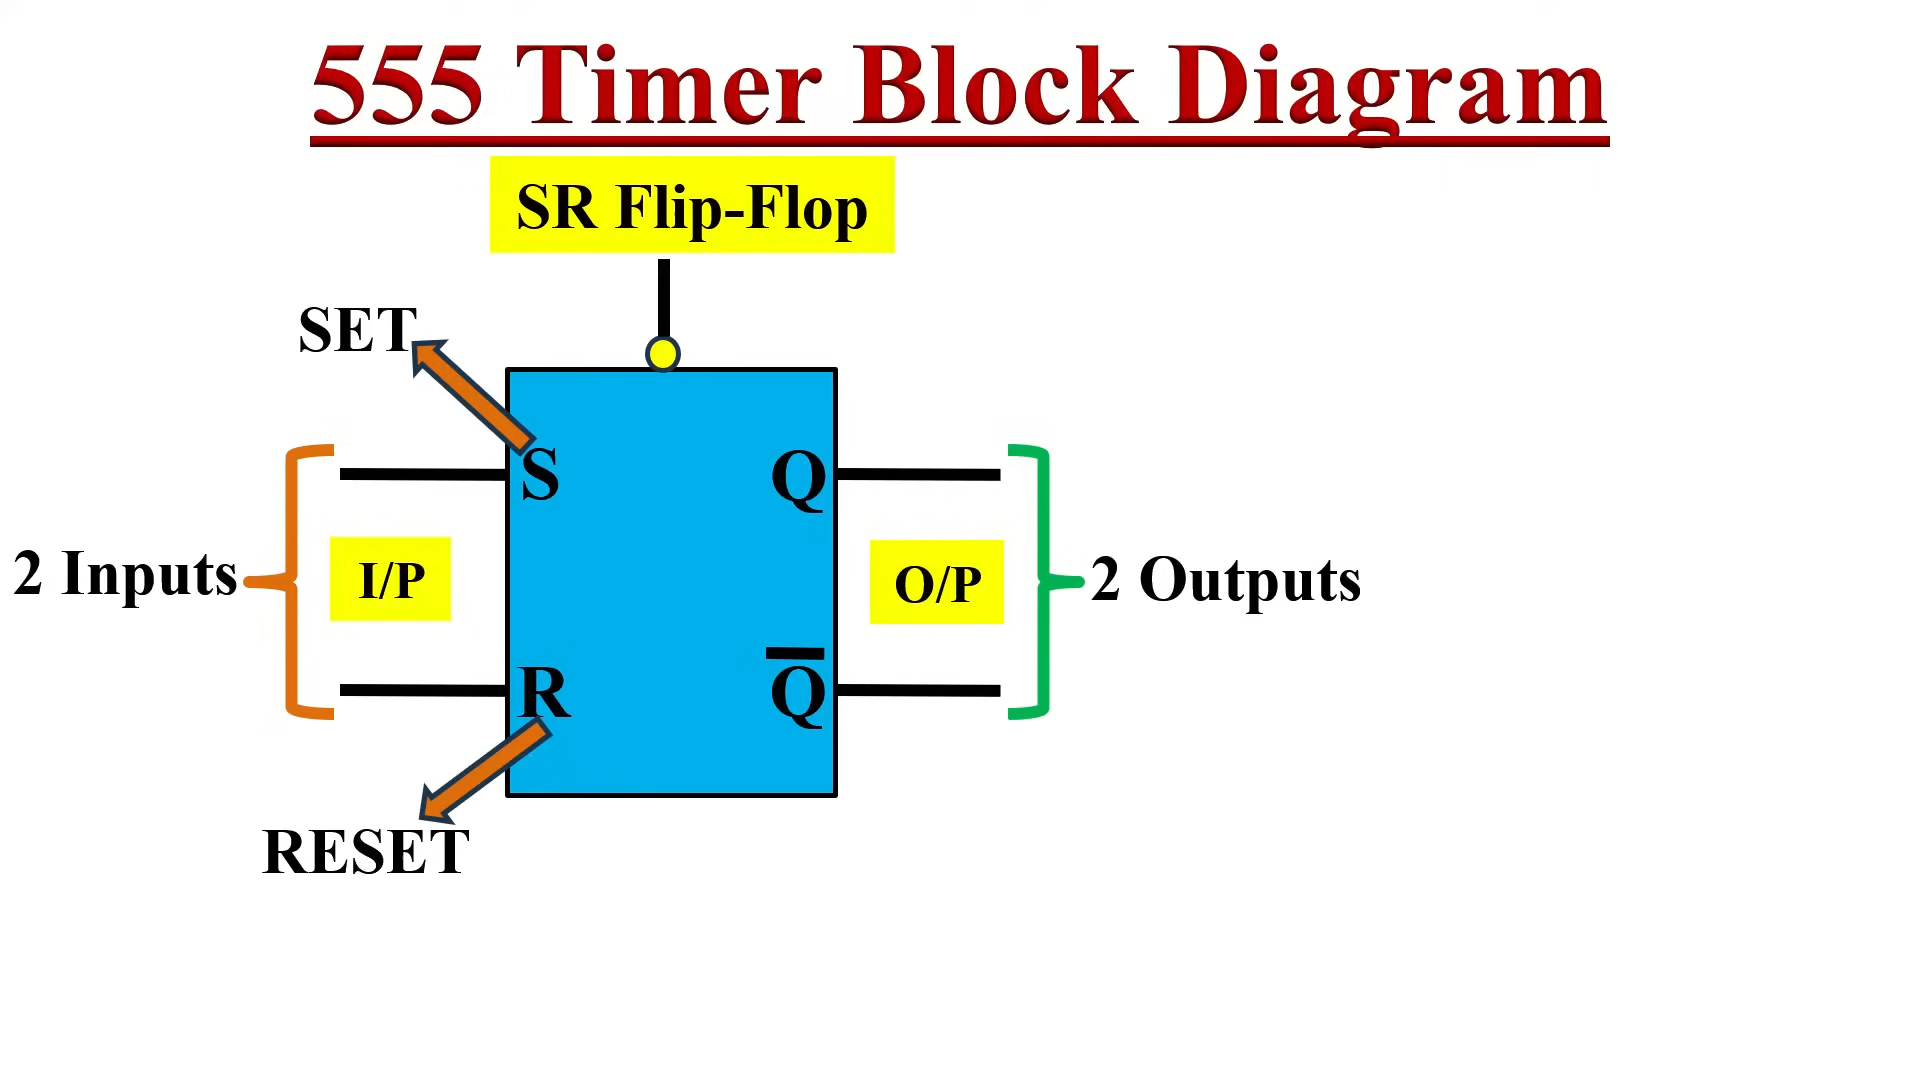 555 Timer Block Diagram
SR Flip-Flop
SET
S
Q
2 Inputs
I/P
O/P
2 Outputs
R
Q̅
RESET